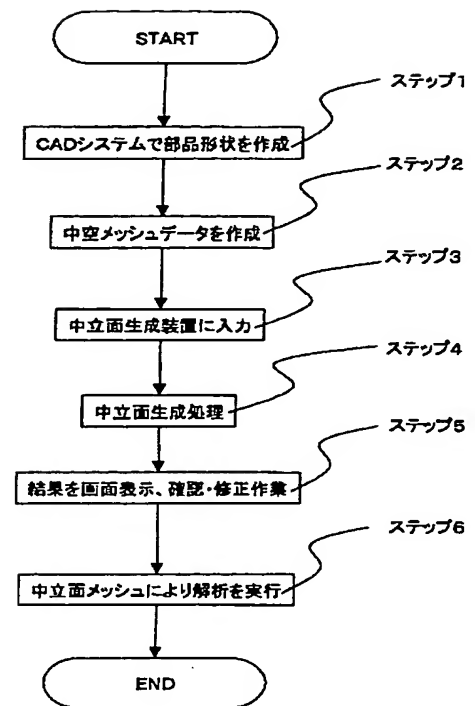 START
ステップ1
CADシステムで部品形状を作成
ステップ2
中空メッシュデータを作成
ステップ3
中立面生成装置に入力
ステップ4
中立面生成処理
ステップ5
結果を画面表示、確認・修正作業
ステップ6
中立面メッシュにより解析を実行
END